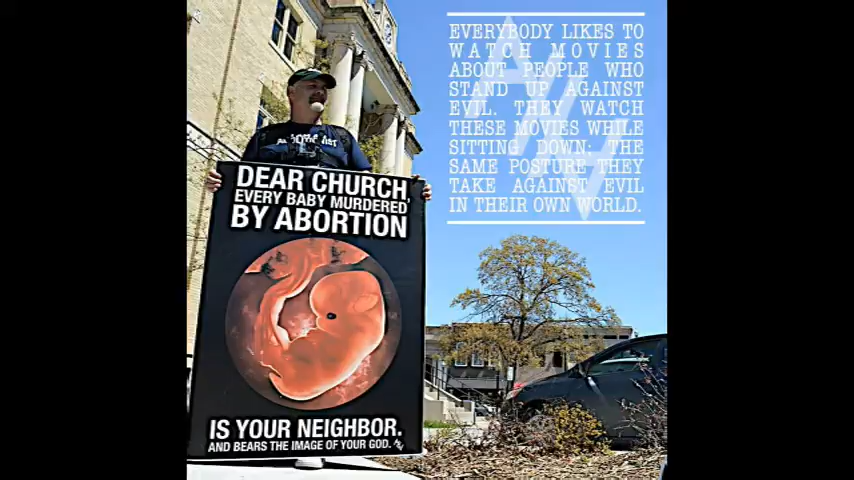 EVERYBODY LIKES TO
WATCH MOVIES
ABOUT PEOPLE WHO
STAND UP AGAINST
EVIL. THEY WATCH
THESE MOVIES WHILE
SITTING DOWN; THE
SAME POSTURE THEY
TAKE AGAINST EVIL
IN THEIR OWN WORLD.
DEAR CHURCH,
EVERY BABY MURDERED
BY ABORTION
IS YOUR NEIGHBOR.
AND BEARS THE IMAGE OF YOUR GOD.